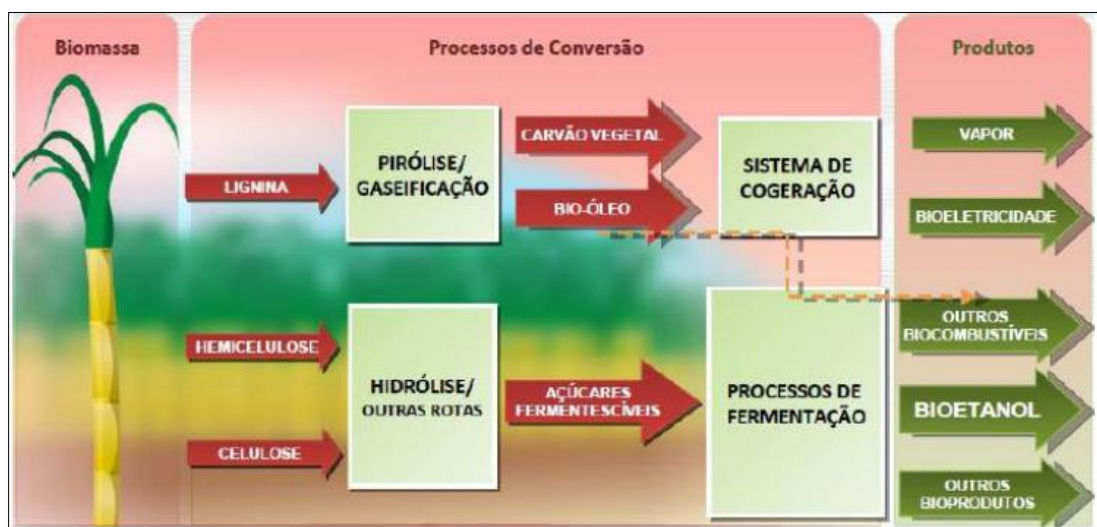 Biomassa
Processos de Conversão
Produtos
LIGNINA
PIRÓLISE/
GASEIFICAÇÃO
CARVÃO VEGETAL
BIO-ÓLEO
SISTEMA DE
COGERAÇÃO
VAPOR
BIOELETRICIDADE
HEMICELULOSE
CELULOSE
HIDRÓLISE/
OUTRAS ROTAS
AÇÚCARES
FERMENTESCÍVEIS
PROCESSOS DE
FERMENTAÇÃO
OUTROS
BIOCOMBUSTÍVEIS
BIOETANOL
OUTROS
BIOPRODUTOS